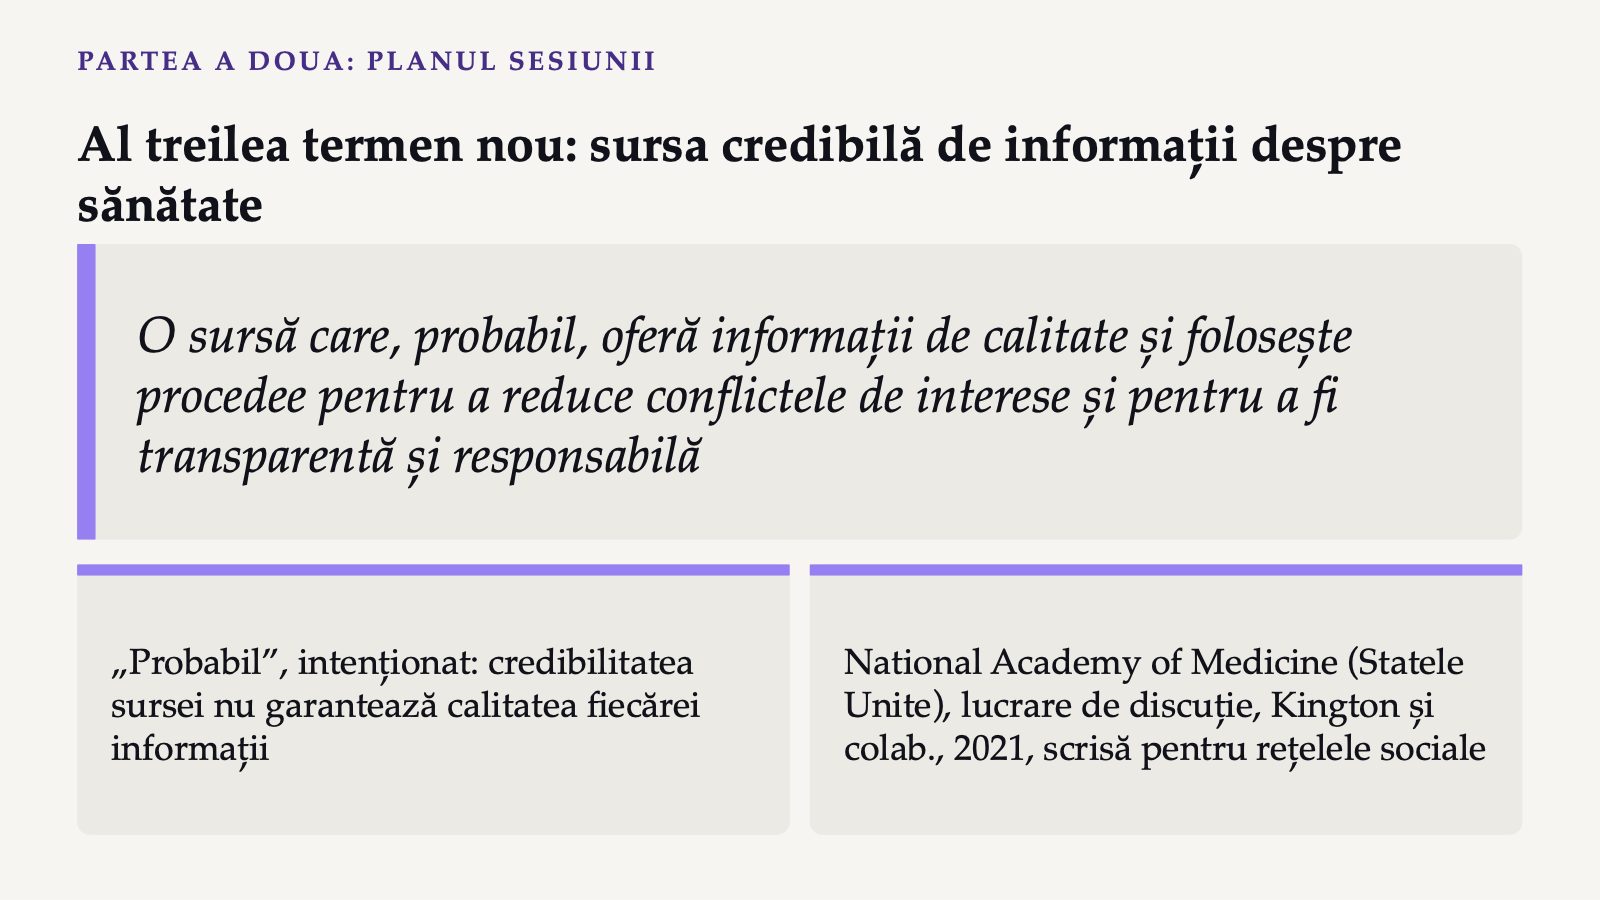 PARTEA A DOUA: PLANUL SESIUNII
Al treilea termen nou: sursa credibilă de informații despre
sănătate
O sursă care, probabil, oferă informații de calitate și folosește
procedee pentru a reduce conflictele de interese și pentru a fi
transparentă și responsabilă
„Probabil”, intenționat: credibilitatea
sursei nu garantează calitatea fiecărei
informații
National Academy of Medicine (Statele
Unite), lucrare de discuție, Kington și
colab., 2021, scrisă pentru rețelele sociale